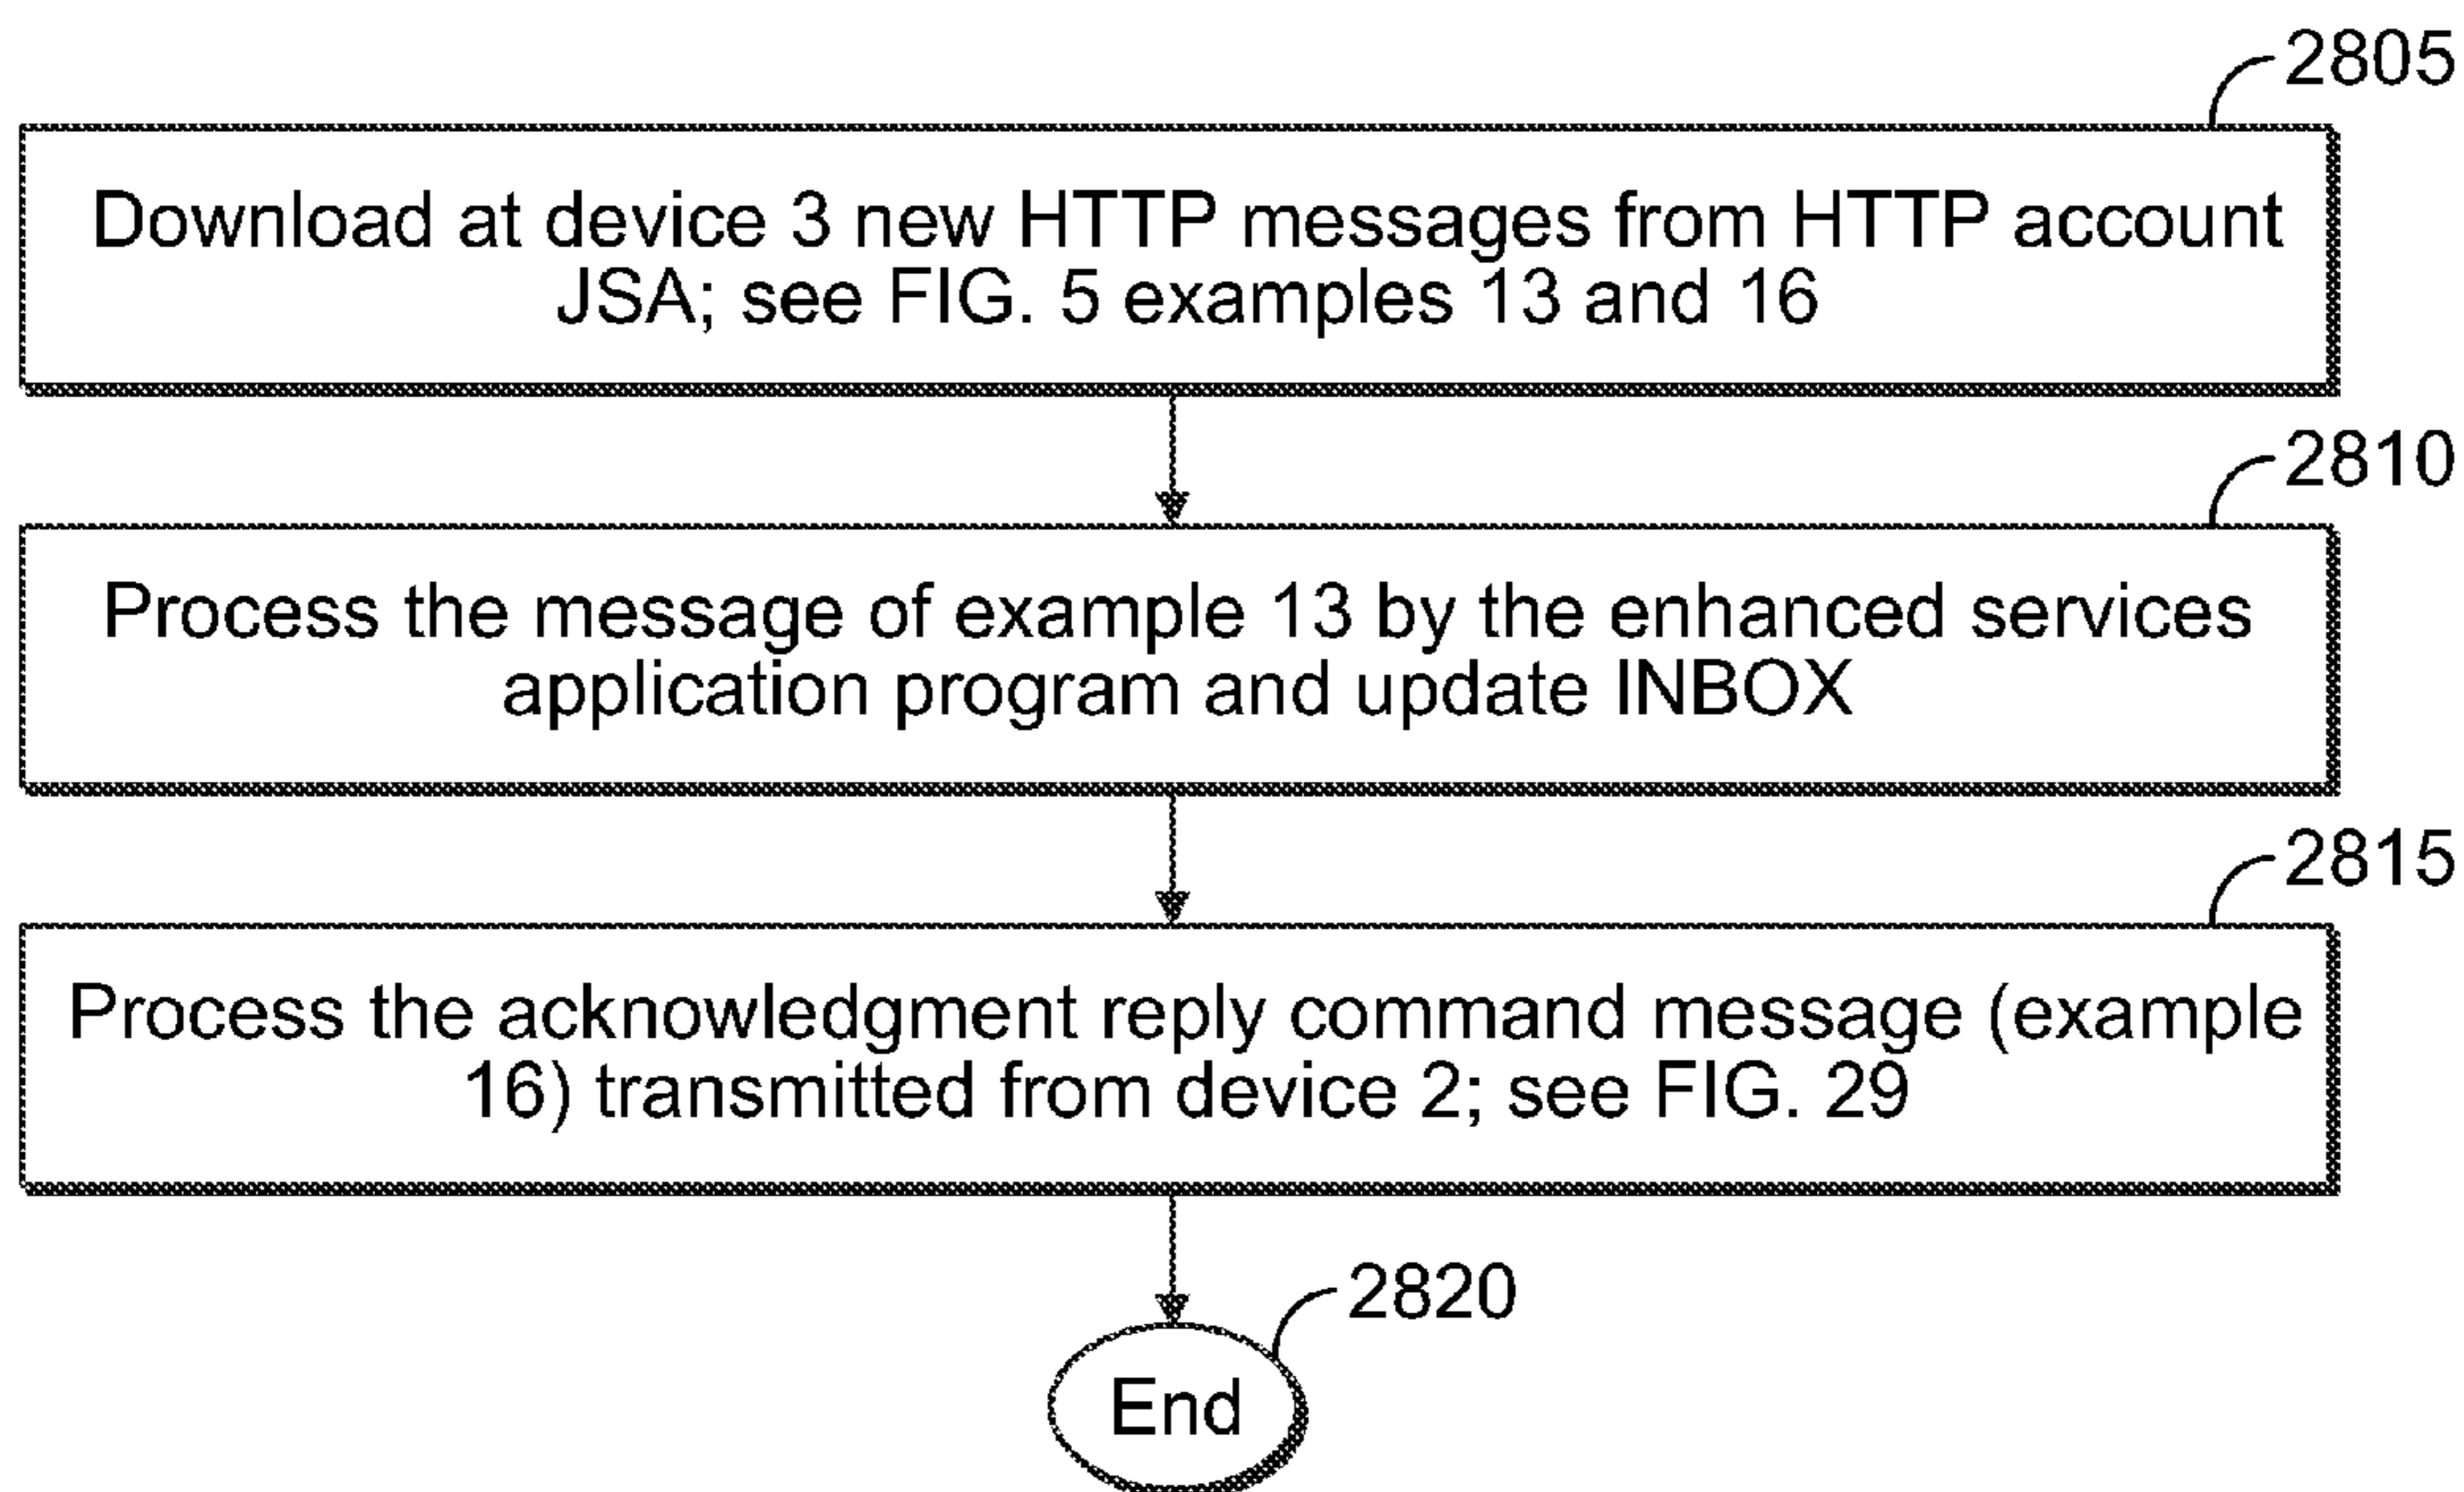 2805
Download at device 3 new HTTP messages from HTTP account
JSA; see FIG. 5 examples 13 and 16
2810
Process the message of example 13 by the enhanced services
application program and update INBOX
2815
Process the acknowledgment reply command message (example
16) transmitted from device 2; see FIG. 29
2820
End